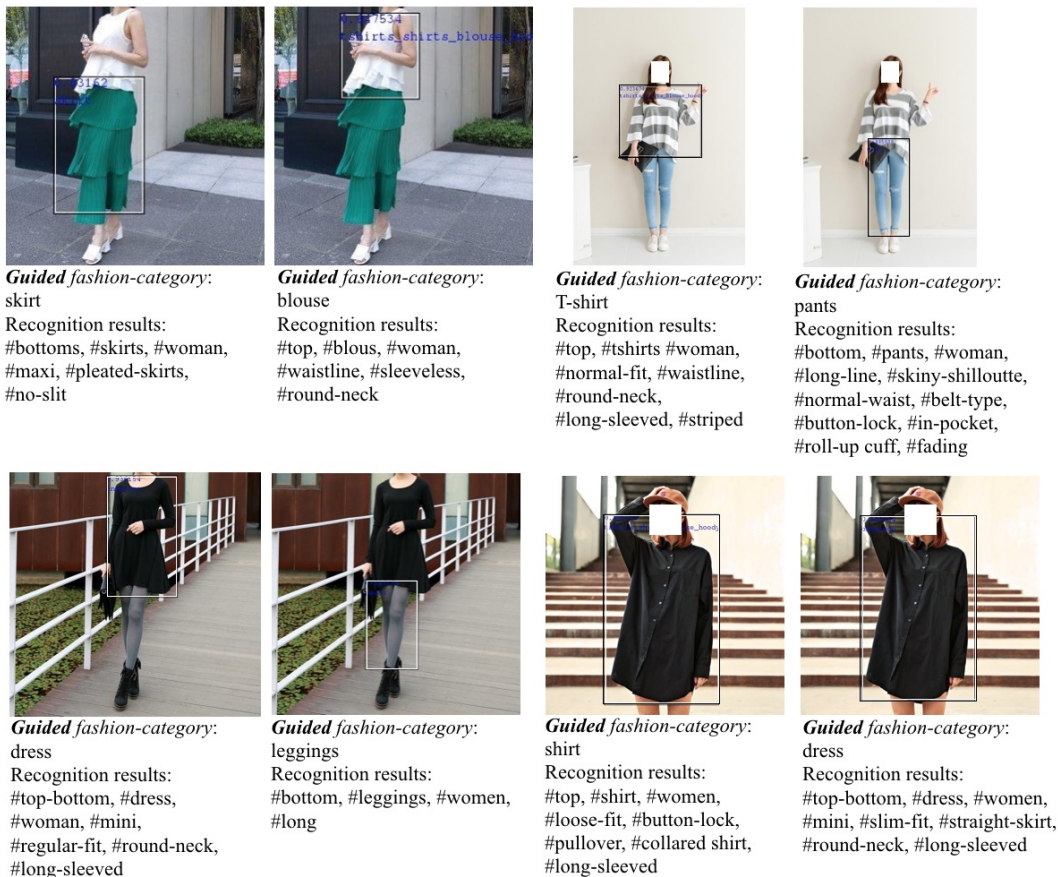 Guided fashion-category:
skirt
Recognition results:
#bottoms, #skirts, #woman,
#maxi, #pleated-skirts,
#no-slit
Guided fashion-category:
blouse
Recognition results:
#top, #blous, #woman,
#waistline, #sleeveless,
#round-neck
Guided fashion-category:
T-shirt
Recognition results:
#top, #tshirts #woman,
#normal-fit, #waistline,
#round-neck,
#long-sleeved, #striped
Guided fashion-category:
pants
Recognition results:
#bottom, #pants, #woman,
#long-line, #skiny-shilloutte,
#normal-waist, #belt-type,
#button-lock, #in-pocket,
#roll-up cuff, #fading
Guided fashion-category:
dress
Recognition results:
#top-bottom, #dress,
#woman, #mini,
#regular-fit, #round-neck,
#long-sleeved
Guided fashion-category:
leggings
Recognition results:
#bottom, #leggings, #women,
#long
Guided fashion-category:
shirt
Recognition results:
#top, #shirt, #women,
#loose-fit, #button-lock,
#pullover, #collared shirt,
#long-sleeved
Guided fashion-category:
dress
Recognition results:
#top-bottom, #dress, #women,
#mini, #slim-fit, #straight-skirt,
#round-neck, #long-sleeved